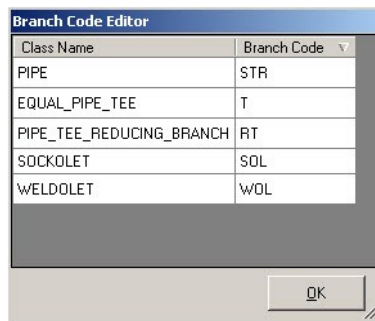 Branch Code Editor
Class Name Branch Code
PIPE STR
EQUAL_PIPE_TEE T
PIPE_TEE_REDUCING_BRANCH RT
SOCKOLET SOL
WELDOLET WOL
OK